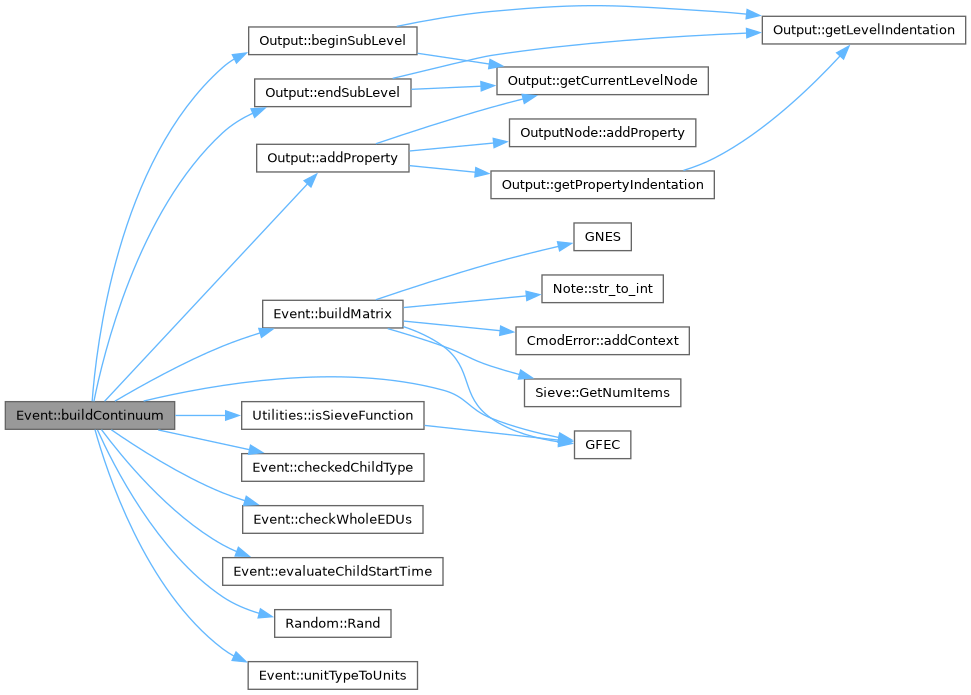 Output::beginSubLevel
Output::getLevelIndentation
Output::endSubLevel
Output::getCurrentLevelNode
Output::addProperty
OutputNode::addProperty
Output::getPropertyIndentation
GNES
Event::buildMatrix
Note::str_to_int
CmodError::addContext
Sieve::GetNumItems
Event::buildContinuum
Utilities::isSieveFunction
GFEC
Event::checkedChildType
Event::checkWholeEDUs
Event::evaluateChildStartTime
Random::Rand
Event::unitTypeToUnits